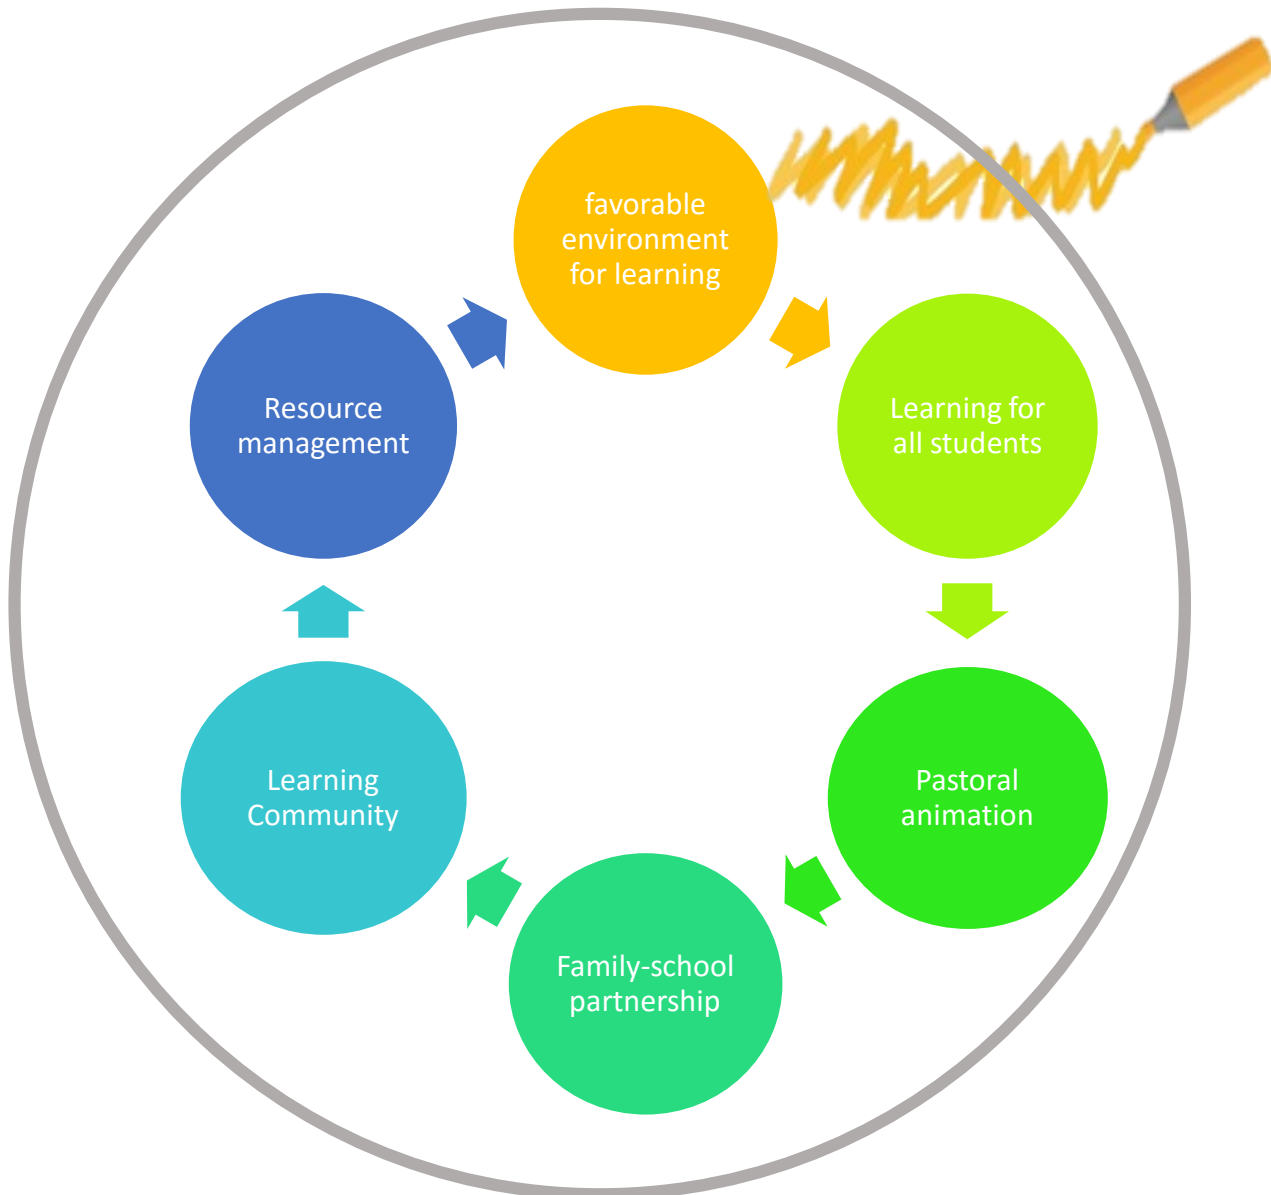 favorable
environment
for learning
Learning for
all students
Pastoral
animation
Family-school
partnership
Learning
Community
Resource
management